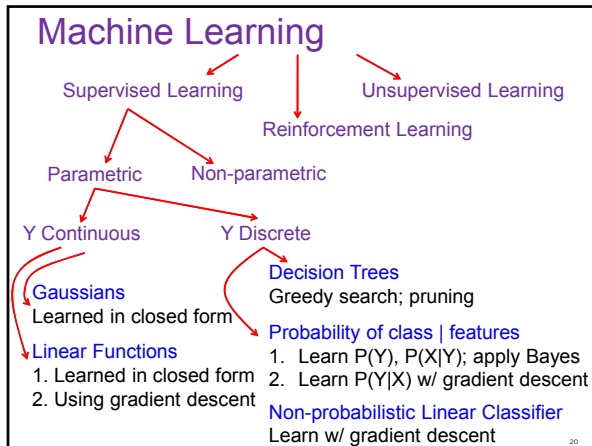 Machine Learning
Supervised Learning
Unsupervised Learning
Reinforcement Learning
Parametric
Non-parametric
Y Continuous
Y Discrete
Gaussians
Learned in closed form
Linear Functions
1. Learned in closed form
2. Using gradient descent
Decision Trees
Greedy search; pruning
Probability of class | features
1. Learn P(Y), P(X|Y); apply Bayes
2. Learn P(Y|X) w/ gradient descent
Non-probabilistic Linear Classifier
Learn w/ gradient descent
20